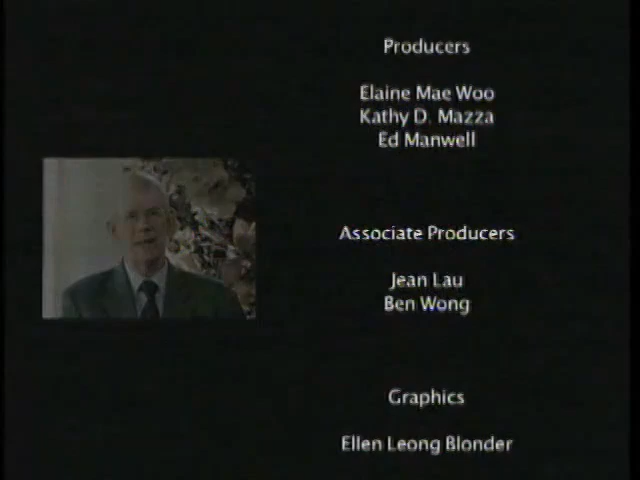 Producers
Elaine Mae Woo
Kathy D. Mazza
Ed Manwell
Associate Producers
Jean Lau
Ben Wong
Graphics
Ellen Leong Blonder